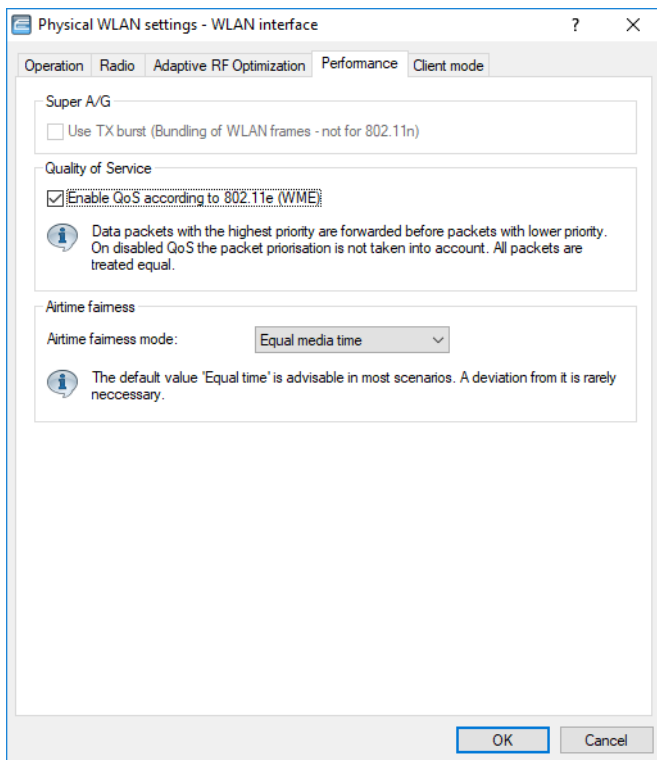 Physical WLAN settings - WLAN interface ? ×
Operation Radio Adaptive RF Optimization Performance Client mode
Super A/G
Use TX burst (Bundling of WLAN frames - not for 802.11n)
Quality of Service
Enable QoS according to 802.11e (WME)
Data packets with the highest priority are forwarded before packets with lower priority.
On disabled QoS the packet priorisation is not taken into account. All packets are
treated equal.
Airtime fairness
Airtime fairness mode: Equal media time
The default value 'Equal time' is advisable in most scenarios. A deviation from it is rarely
neccessary.
OK Cancel